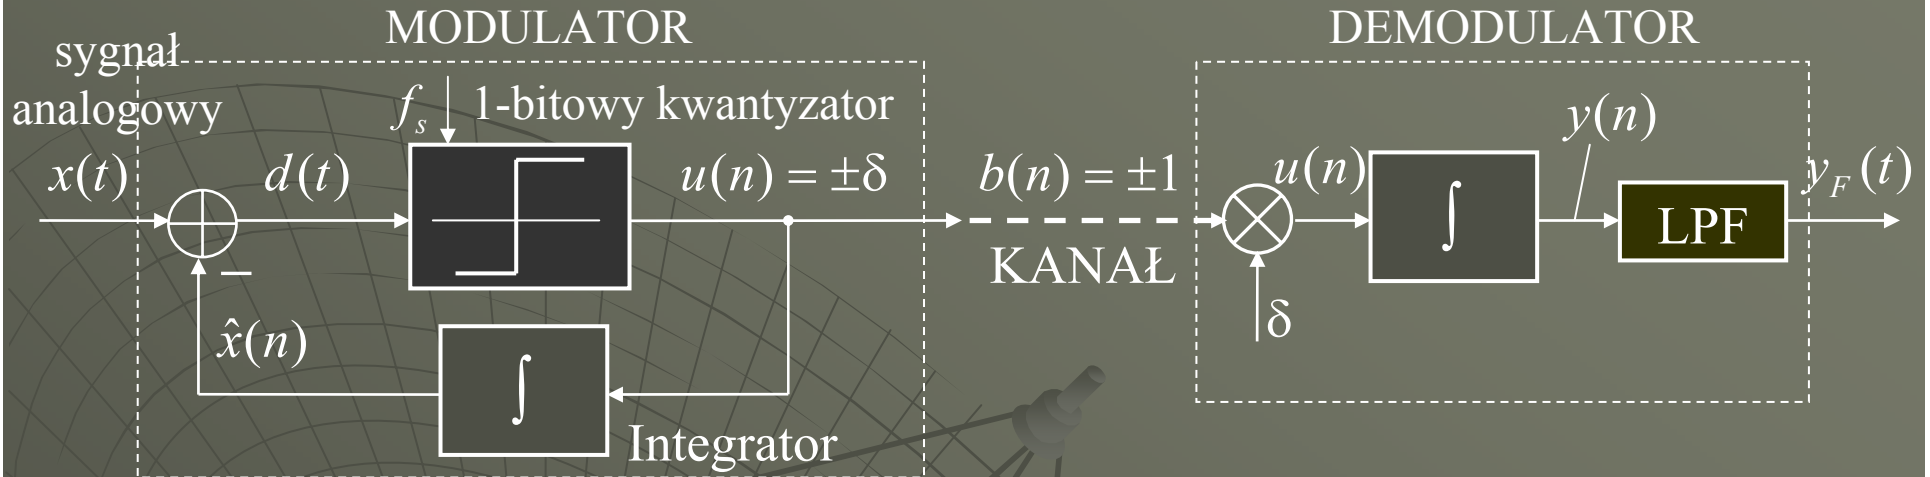 MODULATOR
DEMODULATOR
sygnał
analogowy
f_s
1-bitowy kwantyzator
x(t)
d(t)
u(n) = ±δ
b(n) = ±1
u(n)
y(n)
y_F(t)
∫
LPF
KANAŁ
–
δ
x̂(n)
∫
Integrator